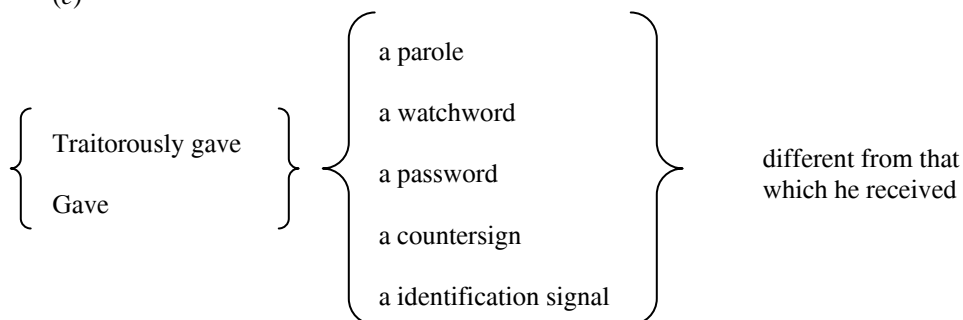 a parole
a watchword
Traitorously gave
a password
different from that
which he received
Gave
a countersign
a identification signal